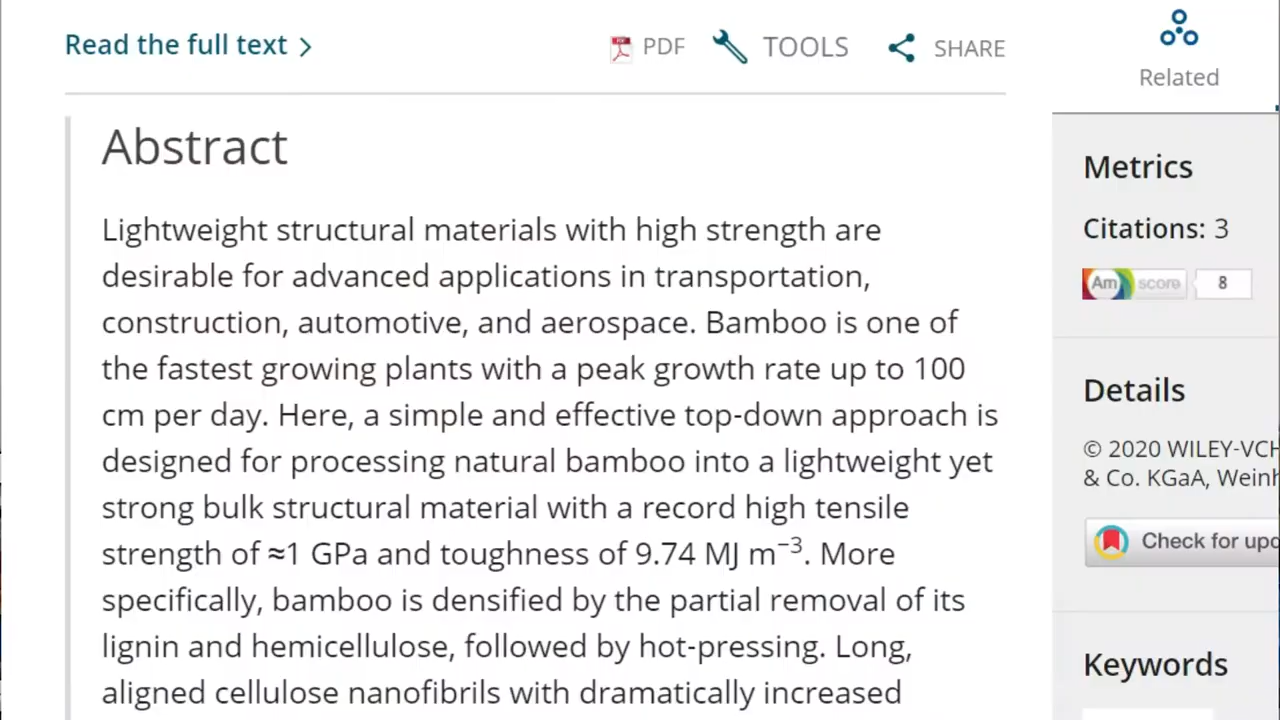 Read the full text
PDF
TOOLS
SHARE
Related
Abstract
Lightweight structural materials with high strength are
desirable for advanced applications in transportation,
construction, automotive, and aerospace. Bamboo is one of
the fastest growing plants with a peak growth rate up to 100
cm per day. Here, a simple and effective top-down approach is
designed for processing natural bamboo into a lightweight yet
strong bulk structural material with a record high tensile
strength of ≈1 GPa and toughness of 9.74 MJ m⁻³. More
specifically, bamboo is densified by the partial removal of its
lignin and hemicellulose, followed by hot-pressing. Long,
aligned cellulose nanofibrils with dramatically increased
Metrics
Citations: 3
Am score 8
Details
© 2020 WILEY-VCH
& Co. KGaA, Weinh
Check for upd
Keywords